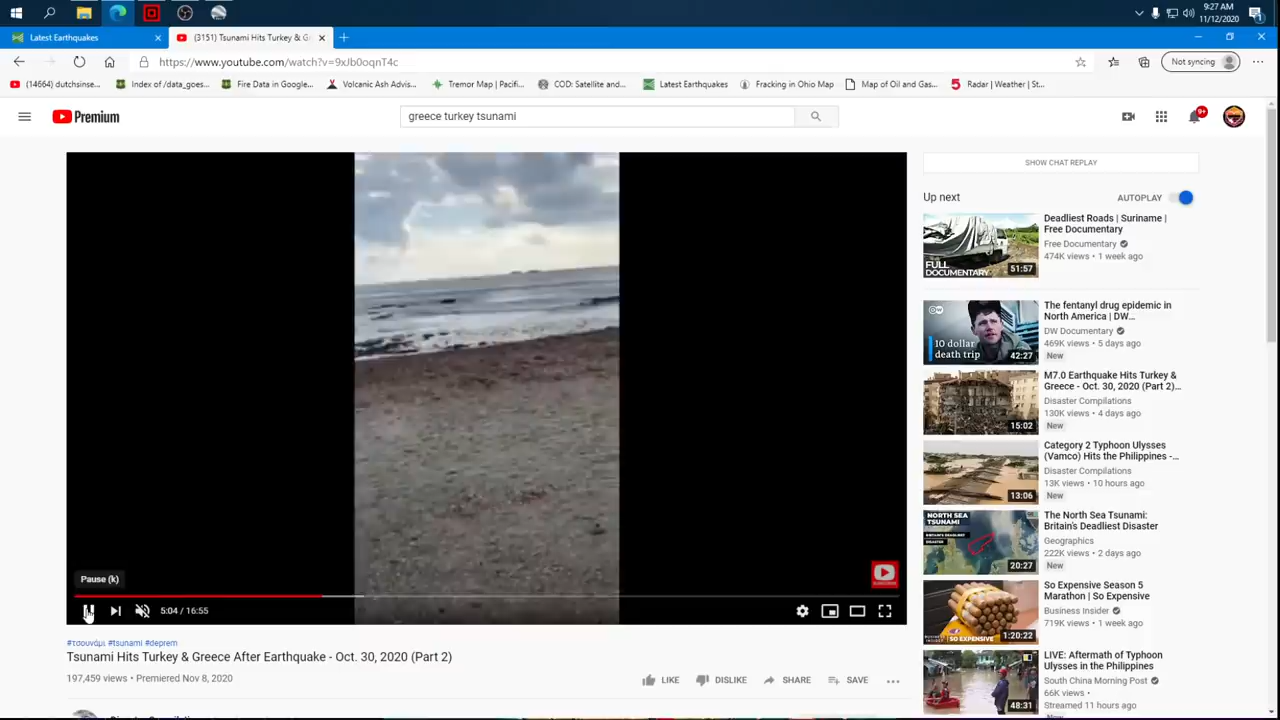 9:27 AM
11/12/2020
Latest Earthquakes
(3151) Tsunami Hits Turkey & G
https://www.youtube.com/watch?v=9xJb0oqnT4c
Not syncing
(14664) dutchsinse...
Index of /data_goes...
Fire Data in Google...
Volcanic Ash Advis...
Tremor Map | Pacifi...
COD: Satellite and...
Latest Earthquakes
Fracking in Ohio Map
Map of Oil and Gas...
Radar | Weather | St...
Premium
greece turkey tsunami
9+
SHOW CHAT REPLAY
Up next
AUTOPLAY
Deadliest Roads | Suriname |
Free Documentary
Free Documentary
474K views • 1 week ago
FULL
DOCUMENTARY
51:57
The fentanyl drug epidemic in
North America | DW...
DW Documentary
469K views • 5 days ago
New
10 dollar
death trip
42:27
M7.0 Earthquake Hits Turkey &
Greece - Oct. 30, 2020 (Part 2)...
Disaster Compilations
130K views • 4 days ago
New
15:02
Category 2 Typhoon Ulysses
(Vamco) Hits the Philippines -...
Disaster Compilations
13K views • 10 hours ago
New
13:06
The North Sea Tsunami:
Britain's Deadliest Disaster
Geographics
222K views • 2 days ago
New
NORTH SEA
TSUNAMI
20:27
So Expensive Season 5
Marathon | So Expensive
Business Insider
719K views • 1 week ago
SO EXPENSIVE
1:20:22
LIVE: Aftermath of Typhoon
Ulysses in the Philippines
South China Morning Post
66K views •
Streamed 11 hours ago
48:31
Pause (k)
5:04 / 16:55
#τσουνάμι #tsunami #deprem
Tsunami Hits Turkey & Greece After Earthquake - Oct. 30, 2020 (Part 2)
197,459 views • Premiered Nov 8, 2020
LIKE
DISLIKE
SHARE
SAVE